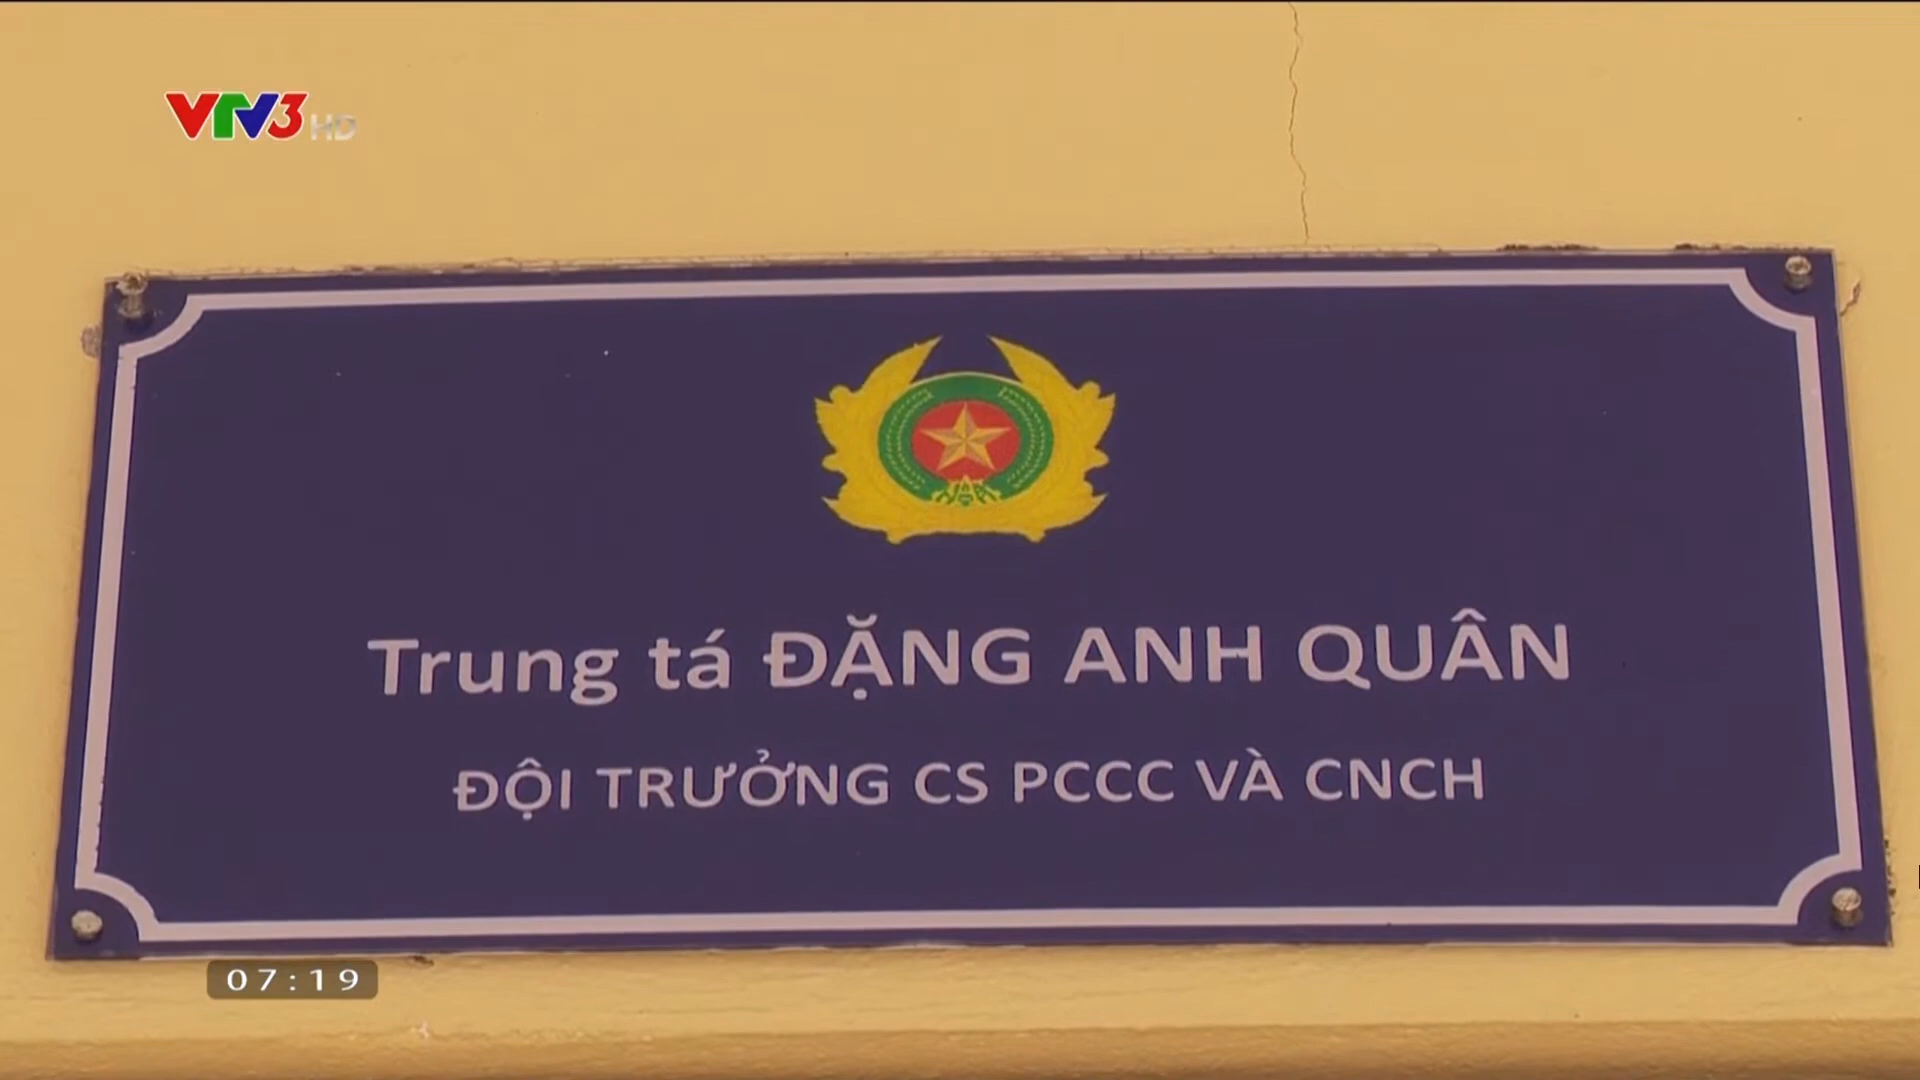 VTV3 HD
Trung tá ĐẶNG ANH QUÂN
ĐỘI TRƯỞNG CS PCCC VÀ CNCH
07:19